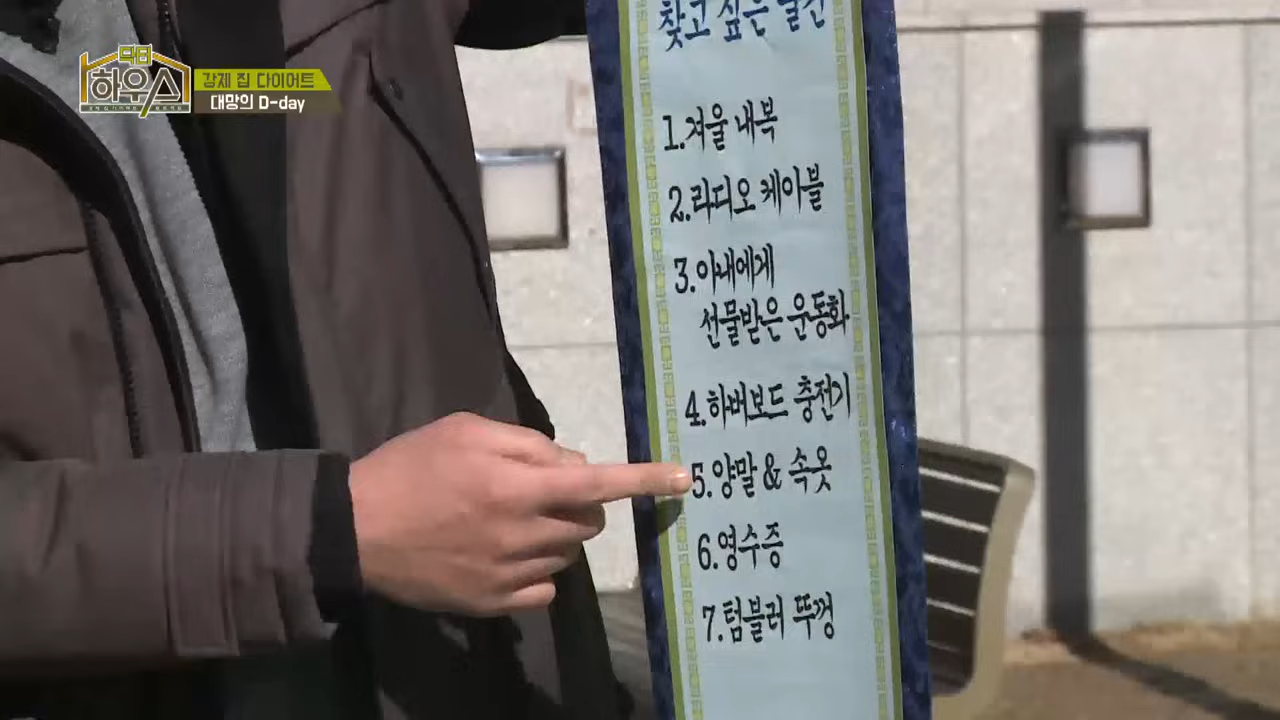 닥터
하우스
강제 집 다이어트
대망의 D-day
찾고 싶은 물건
1.겨울 내복
2.라디오 케이블
3.아내에게
선물받은 운동화
4.하버보드 충전기
5.양말 & 속옷
6.영수증
7.텀블러 뚜껑